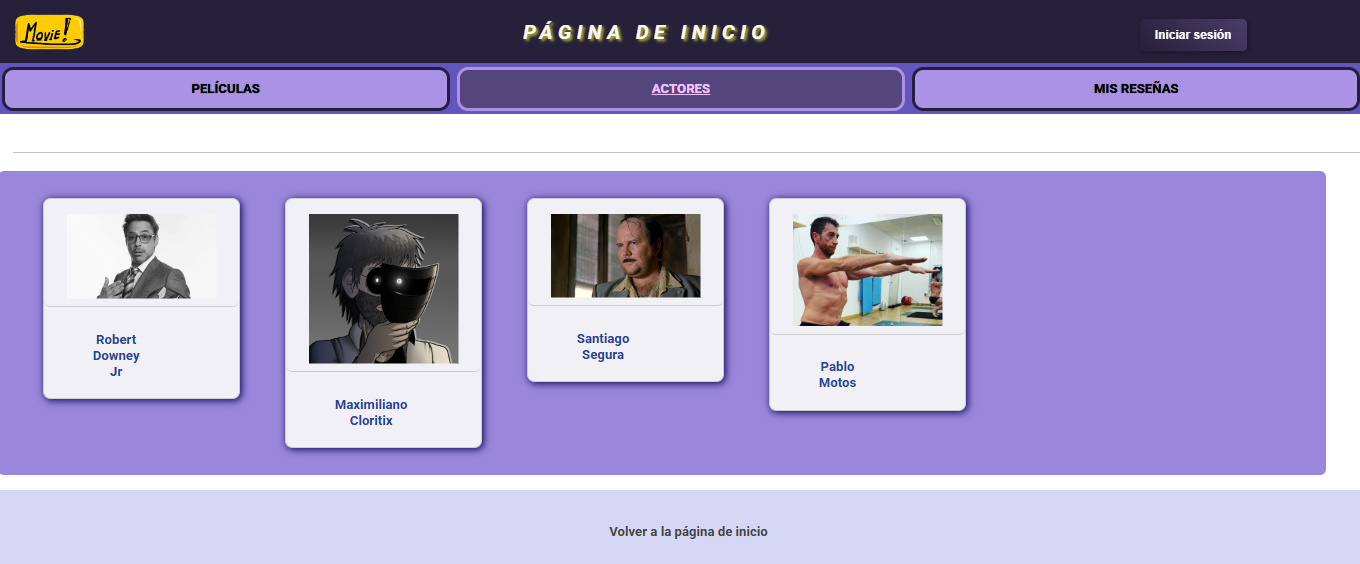 Movie!
PÁGINA DE INICIO
Iniciar sesión
PELÍCULAS
ACTORES
MIS RESEÑAS
Robert
Downey
Jr
Maximiliano
Cloritix
Santiago
Segura
Pablo
Motos
Volver a la página de inicio